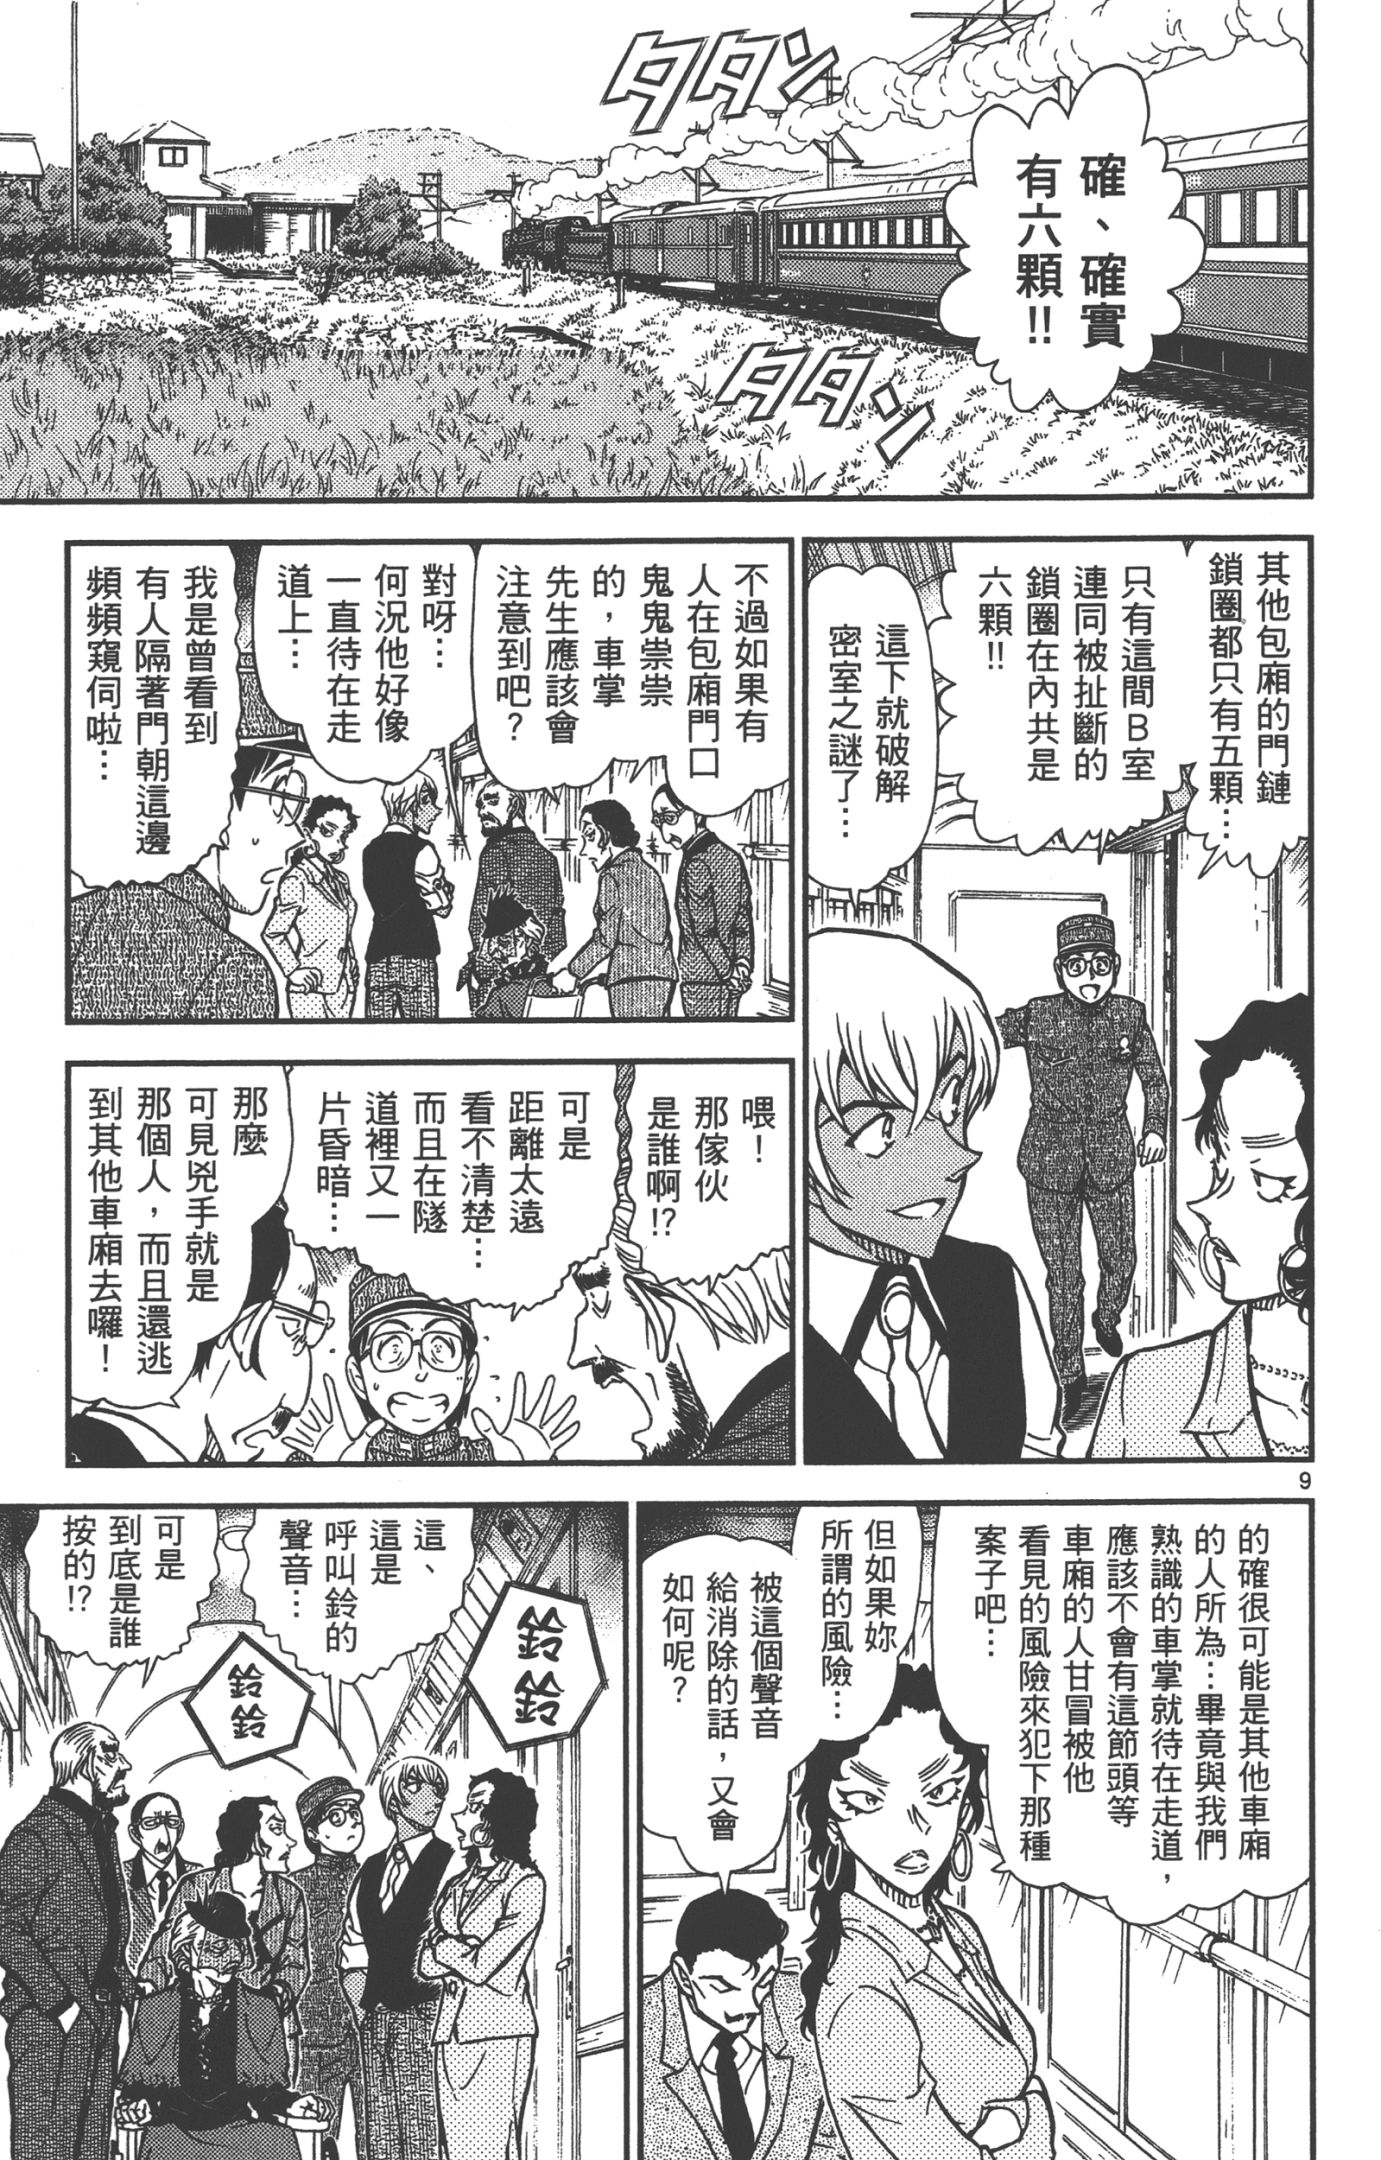 タタン
確、確實
有六顆!!
タタン
其他包廂的門鏈
鎖圈都只有五顆…
只有這間B室
連同被扯斷的
鎖圈在內共是
六顆!!
這下就破解
密室之謎了…
不過如果有
人在包廂門口
鬼鬼祟祟
的，車掌
先生應該會
注意到吧?
對呀…
何況他好像
一直待在走
道上…
我是曾看到
有人隔著門朝這邊
頻頻窺伺啦…
喂!
那傢伙
是誰啊!?
可是
距離太遠
看不清楚…
而且在隧
道裡又一
片昏暗…
那麼
可見兇手就是
那個人，而且還逃
到其他車廂去囉!
9
的確很可能是其他車廂
的人所為…畢竟與我們
熟識的車掌就待在走道，
應該不會有這節頭等
車廂的人甘冒被他
看見的風險來犯下那種
案子吧…
但如果妳
所謂的風險…
被這個聲音
給消除的話，又會
如何呢?
鈴鈴
鈴鈴
這、
這是
呼叫鈴的
聲音…
可是
到底是誰
按的!?